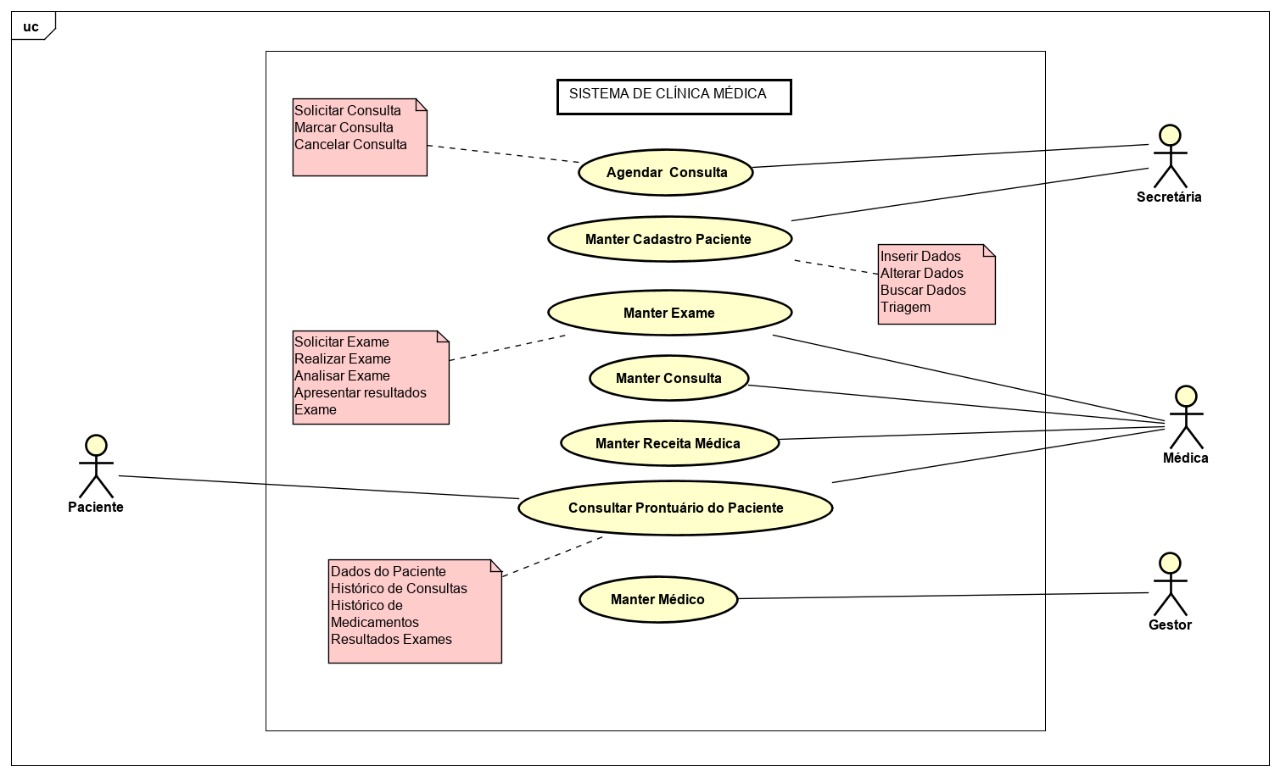 uc
SISTEMA DE CLÍNICA MÉDICA
Solicitar Consulta
Marcar Consulta
Cancelar Consulta
Agendar  Consulta
Secretária
Manter Cadastro Paciente
Inserir Dados
Alterar Dados
Buscar Dados
Triagem
Manter Exame
Solicitar Exame
Realizar Exame
Analisar Exame
Apresentar resultados
Exame
Manter Consulta
Manter Receita Médica
Médica
Paciente
Consultar Prontuário do Paciente
Dados do Paciente
Histórico de Consultas
Histórico de
Medicamentos
Resultados Exames
Manter Médico
Gestor